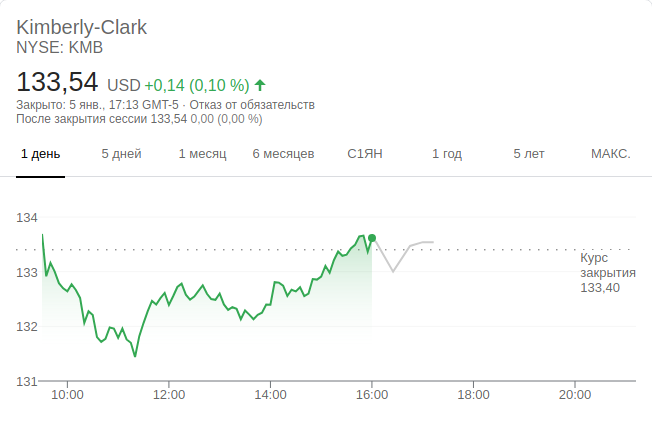 Kimberly-Clark
NYSE: KMB
133,54 USD +0,14 (0,10 %)
Закрыто: 5 янв., 17:13 GMT-5 · Отказ от обязательств
После закрытия сессии 133,54 0,00 (0,00 %)
1 день 5 дней 1 месяц 6 месяцев С1ЯН 1 год 5 лет МАКС.
134
133
132
131
Курс
закрытия
133,40
10:00 12:00 14:00 16:00 18:00 20:00